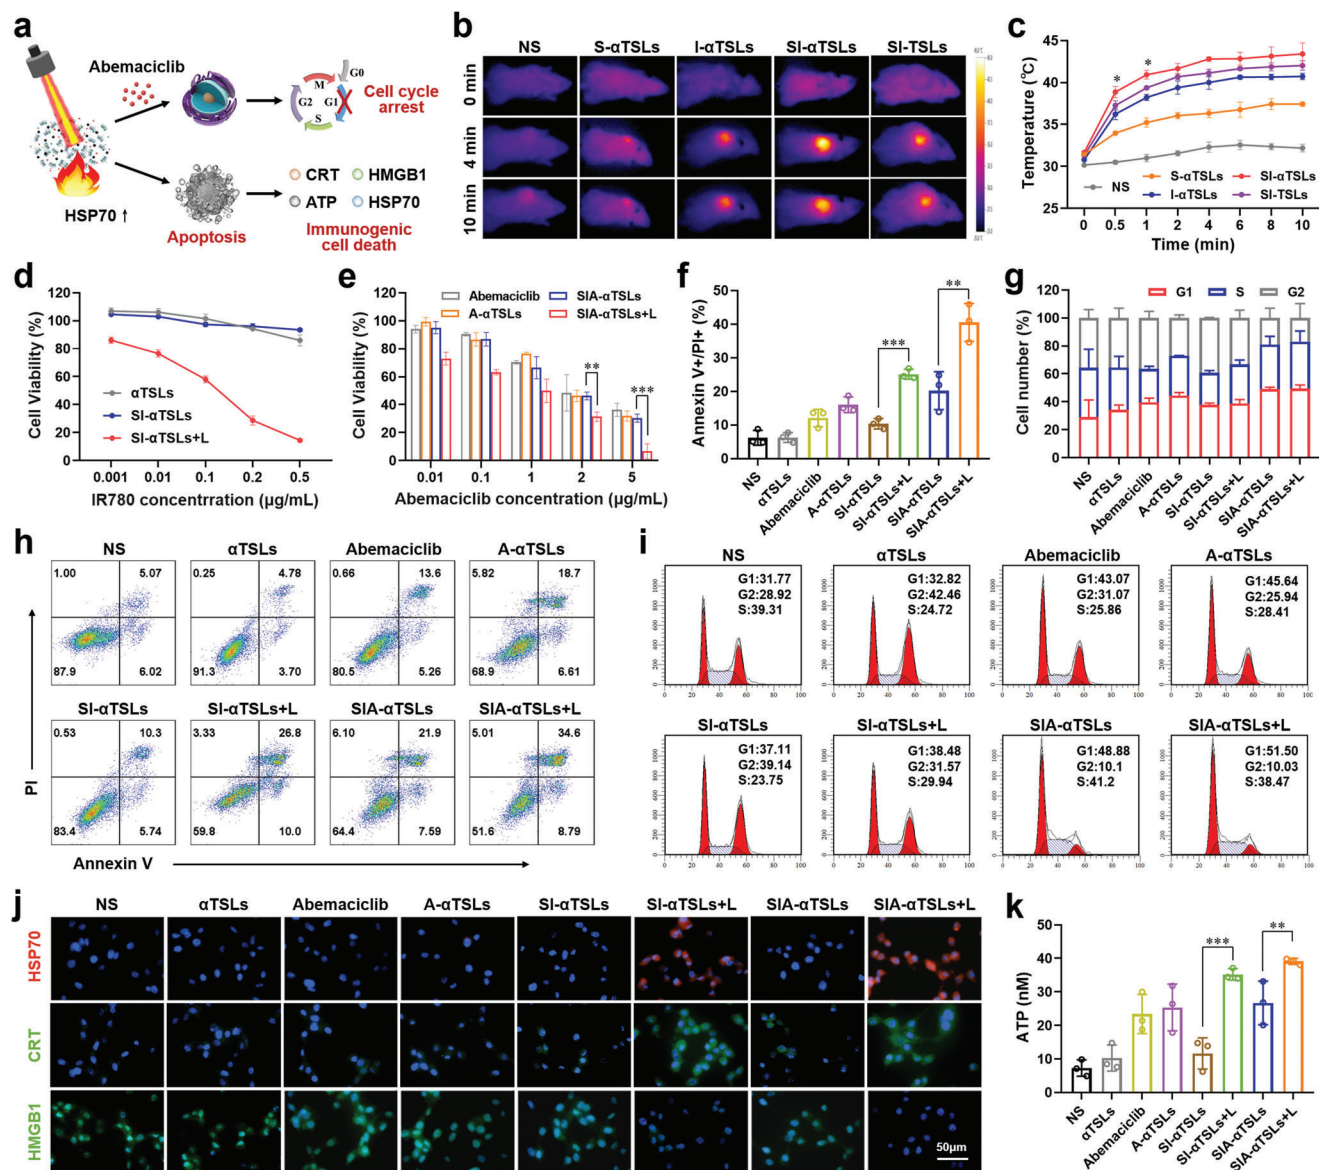 a
Abemaciclib
M
G0
G2
G1
S
Cell cycle
arrest
HSP70 ↑
Apoptosis
CRT
HMGB1
ATP
HSP70
Immunogenic
cell death
b
NS
S-αTSLs
I-αTSLs
SI-αTSLs
SI-TSLs
0 min
4 min
10 min
c
Temperature (°C)
45
40
35
30
25
* *
NS
S-αTSLs
SI-αTSLs
I-αTSLs
SI-TSLs
0 0.5 1 2 4 6 8 10
Time (min)
d
Cell Viability (%)
120
100
80
60
40
20
0
αTSLs
SI-αTSLs
SI-αTSLs+L
0.001 0.01 0.1 0.2 0.5
IR780 concentrration (μg/mL)
e
Cell Viability (%)
120
100
80
60
40
20
0
Abemaciclib
SIA-αTSLs
A-αTSLs
SIA-αTSLs+L
**
***
0.01 0.1 1 2 5
Abemaciclib concentration (μg/mL)
f
Annexin V+/PI+ (%)
50
40
30
20
10
0
***
**
NS
αTSLs
Abemaciclib
A-αTSLs
SI-αTSLs
SI-αTSLs+L
SIA-αTSLs
SIA-αTSLs+L
g
G1 S G2
Cell number (%)
120
100
80
60
40
20
0
NS
αTSLs
Abemaciclib
A-αTSLs
SI-αTSLs
SI-αTSLs+L
SIA-αTSLs
SIA-αTSLs+L
h
NS
αTSLs
Abemaciclib
A-αTSLs
1.00 5.07
0.25 4.78
0.66 13.6
5.82 18.7
87.9 6.02
91.3 3.70
80.5 5.26
68.9 6.61
SI-αTSLs
SI-αTSLs+L
SIA-αTSLs
SIA-αTSLs+L
0.53 10.3
3.33 26.8
6.10 21.9
5.01 34.6
83.4 5.74
59.8 10.0
64.4 7.59
51.6 8.79
PI
Annexin V
i
NS
G1:31.77
G2:28.92
S:39.31
αTSLs
G1:32.82
G2:42.46
S:24.72
Abemaciclib
G1:43.07
G2:31.07
S:25.86
A-αTSLs
G1:45.64
G2:25.94
S:28.41
SI-αTSLs
G1:37.11
G2:39.14
S:23.75
SI-αTSLs+L
G1:38.48
G2:31.57
S:29.94
SIA-αTSLs
G1:48.88
G2:10.1
S:41.2
SIA-αTSLs+L
G1:51.50
G2:10.03
S:38.47
j
NS
αTSLs
Abemaciclib
A-αTSLs
SI-αTSLs
SI-αTSLs+L
SIA-αTSLs
SIA-αTSLs+L
HSP70
CRT
HMGB1
50μm
k
ATP (nM)
50
40
30
20
10
0
***
**
NS
αTSLs
Abemaciclib
A-αTSLs
SI-αTSLs
SI-αTSLs+L
SIA-αTSLs
SIA-αTSLs+L